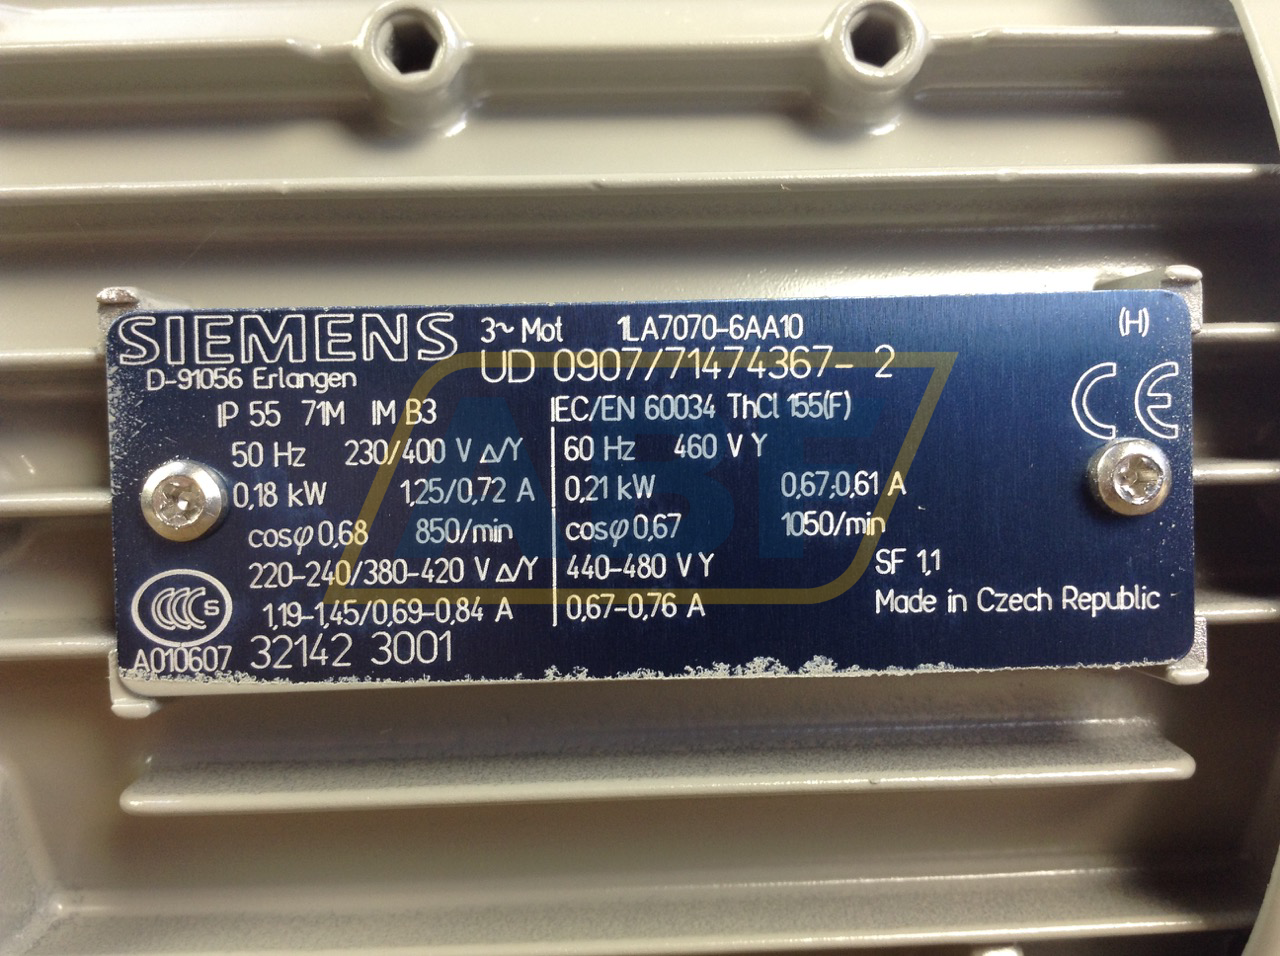 SIEMENS 3~ Mot 1LA7070-6AA10 (H)
D-91056 Erlangen UD 0907/71474367-2
IP 55 71M IM B3 IEC/EN 60034 ThCl 155(F) CE
50 Hz 230/400 V Δ/Y 60 Hz 460 V Y
0,18 kW 1,25/0,72 A 0,21 kW 0,67;0,61 A
cosφ 0,68 850/min cosφ 0,67 1050/min
220-240/380-420 V Δ/Y 440-480 V Y SF 1,1
1,19-1,45/0,69-0,84 A 0,67-0,76 A Made in Czech Republic
CCC S
A010607 32142 3001
ABF